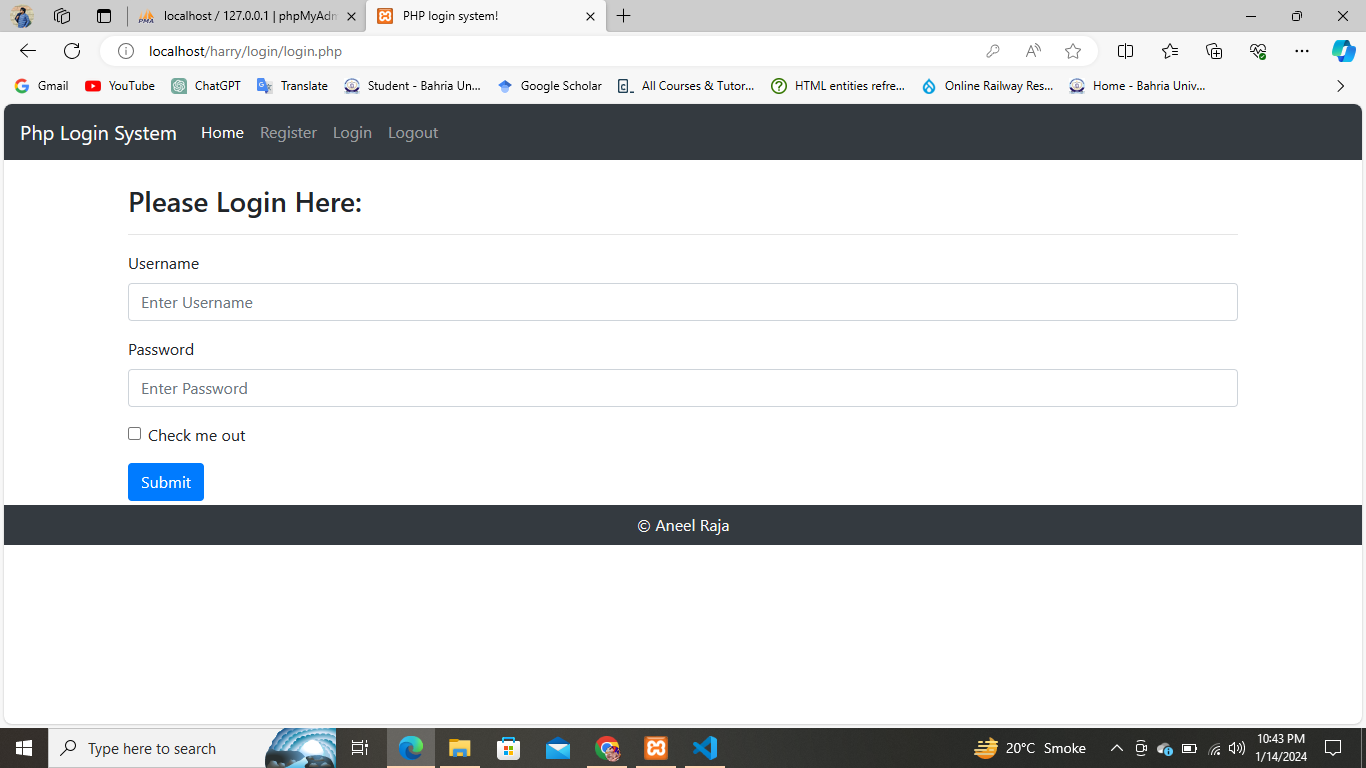 localhost / 127.0.0.1 | phpMyAdm
PHP login system!
localhost/harry/login/login.php
Gmail
YouTube
ChatGPT
Translate
Student - Bahria Un...
Google Scholar
All Courses & Tutor...
HTML entities refre...
Online Railway Res...
Home - Bahria Univ...
Php Login System
Home
Register
Login
Logout
Please Login Here:
Username
Enter Username
Password
Enter Password
Check me out
Submit
© Aneel Raja
Type here to search
20°C Smoke
10:43 PM
1/14/2024